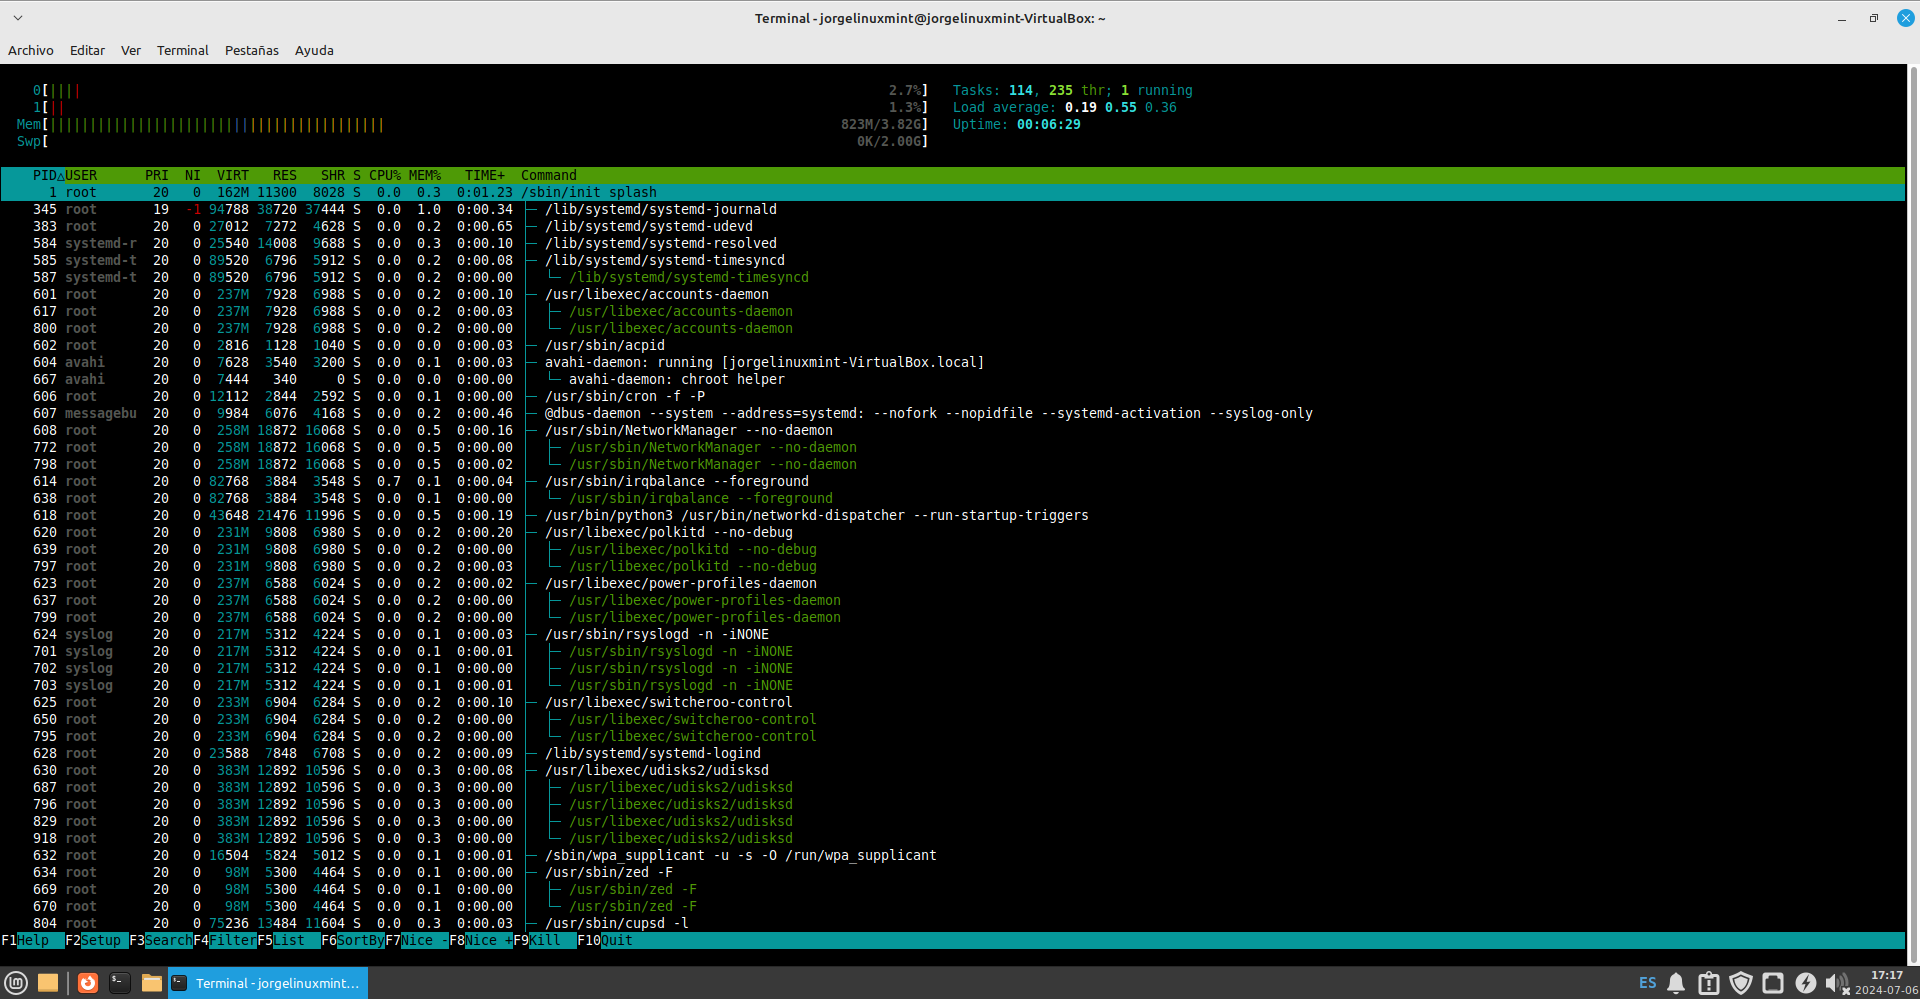 Terminal - jorgelinuxmint@jorgelinuxmint-VirtualBox: ~
Archivo Editar Ver Terminal Pestañas Ayuda
0[|||| 2.7%] Tasks: 114, 235 thr; 1 running
1[|| 1.3%] Load average: 0.19 0.55 0.36
Mem[|||||||||||||||||||||||||||||||||||||||||| 823M/3.82G] Uptime: 00:06:29
Swp[ 0K/2.00G]
PID△USER PRI NI VIRT RES SHR S CPU% MEM% TIME+ Command
1 root 20 0 162M 11300 8028 S 0.0 0.3 0:01.23 /sbin/init splash
345 root 19 -1 94788 38720 37444 S 0.0 1.0 0:00.34 ├─ /lib/systemd/systemd-journald
383 root 20 0 27012 7272 4628 S 0.0 0.2 0:00.65 ├─ /lib/systemd/systemd-udevd
584 systemd-r 20 0 25540 14008 9688 S 0.0 0.3 0:00.10 ├─ /lib/systemd/systemd-resolved
585 systemd-t 20 0 89520 6796 5912 S 0.0 0.2 0:00.08 ├─ /lib/systemd/systemd-timesyncd
587 systemd-t 20 0 89520 6796 5912 S 0.0 0.2 0:00.00 │ └─ /lib/systemd/systemd-timesyncd
601 root 20 0 237M 7928 6988 S 0.0 0.2 0:00.10 ├─ /usr/libexec/accounts-daemon
617 root 20 0 237M 7928 6988 S 0.0 0.2 0:00.03 │ ├─ /usr/libexec/accounts-daemon
800 root 20 0 237M 7928 6988 S 0.0 0.2 0:00.00 │ └─ /usr/libexec/accounts-daemon
602 root 20 0 2816 1128 1040 S 0.0 0.0 0:00.03 ├─ /usr/sbin/acpid
604 avahi 20 0 7628 3540 3200 S 0.0 0.1 0:00.03 ├─ avahi-daemon: running [jorgelinuxmint-VirtualBox.local]
667 avahi 20 0 7444 340 0 S 0.0 0.0 0:00.00 │ └─ avahi-daemon: chroot helper
606 root 20 0 12112 2844 2592 S 0.0 0.1 0:00.00 ├─ /usr/sbin/cron -f -P
607 messagebu 20 0 9984 6076 4168 S 0.0 0.2 0:00.46 ├─ @dbus-daemon --system --address=systemd: --nofork --nopidfile --systemd-activation --syslog-only
608 root 20 0 258M 18872 16068 S 0.0 0.5 0:00.16 ├─ /usr/sbin/NetworkManager --no-daemon
772 root 20 0 258M 18872 16068 S 0.0 0.5 0:00.00 │ ├─ /usr/sbin/NetworkManager --no-daemon
798 root 20 0 258M 18872 16068 S 0.0 0.5 0:00.02 │ └─ /usr/sbin/NetworkManager --no-daemon
614 root 20 0 82768 3884 3548 S 0.7 0.1 0:00.04 ├─ /usr/sbin/irqbalance --foreground
638 root 20 0 82768 3884 3548 S 0.0 0.1 0:00.00 │ └─ /usr/sbin/irqbalance --foreground
618 root 20 0 43648 21476 11996 S 0.0 0.5 0:00.19 ├─ /usr/bin/python3 /usr/bin/networkd-dispatcher --run-startup-triggers
620 root 20 0 231M 9808 6980 S 0.0 0.2 0:00.20 ├─ /usr/libexec/polkitd --no-debug
639 root 20 0 231M 9808 6980 S 0.0 0.2 0:00.00 │ ├─ /usr/libexec/polkitd --no-debug
797 root 20 0 231M 9808 6980 S 0.0 0.2 0:00.03 │ └─ /usr/libexec/polkitd --no-debug
623 root 20 0 237M 6588 6024 S 0.0 0.2 0:00.02 ├─ /usr/libexec/power-profiles-daemon
637 root 20 0 237M 6588 6024 S 0.0 0.2 0:00.00 │ ├─ /usr/libexec/power-profiles-daemon
799 root 20 0 237M 6588 6024 S 0.0 0.2 0:00.00 │ └─ /usr/libexec/power-profiles-daemon
624 syslog 20 0 217M 5312 4224 S 0.0 0.1 0:00.03 ├─ /usr/sbin/rsyslogd -n -iNONE
701 syslog 20 0 217M 5312 4224 S 0.0 0.1 0:00.01 │ ├─ /usr/sbin/rsyslogd -n -iNONE
702 syslog 20 0 217M 5312 4224 S 0.0 0.1 0:00.00 │ ├─ /usr/sbin/rsyslogd -n -iNONE
703 syslog 20 0 217M 5312 4224 S 0.0 0.1 0:00.01 │ └─ /usr/sbin/rsyslogd -n -iNONE
625 root 20 0 233M 6904 6284 S 0.0 0.2 0:00.10 ├─ /usr/libexec/switcheroo-control
650 root 20 0 233M 6904 6284 S 0.0 0.2 0:00.00 │ ├─ /usr/libexec/switcheroo-control
795 root 20 0 233M 6904 6284 S 0.0 0.2 0:00.00 │ └─ /usr/libexec/switcheroo-control
628 root 20 0 23588 7848 6708 S 0.0 0.2 0:00.09 ├─ /lib/systemd/systemd-logind
630 root 20 0 383M 12892 10596 S 0.0 0.3 0:00.08 ├─ /usr/libexec/udisks2/udisksd
687 root 20 0 383M 12892 10596 S 0.0 0.3 0:00.00 │ ├─ /usr/libexec/udisks2/udisksd
796 root 20 0 383M 12892 10596 S 0.0 0.3 0:00.00 │ ├─ /usr/libexec/udisks2/udisksd
829 root 20 0 383M 12892 10596 S 0.0 0.3 0:00.00 │ ├─ /usr/libexec/udisks2/udisksd
918 root 20 0 383M 12892 10596 S 0.0 0.3 0:00.00 │ └─ /usr/libexec/udisks2/udisksd
632 root 20 0 16504 5824 5012 S 0.0 0.1 0:00.01 ├─ /sbin/wpa_supplicant -u -s -O /run/wpa_supplicant
634 root 20 0 98M 5300 4464 S 0.0 0.1 0:00.00 ├─ /usr/sbin/zed -F
669 root 20 0 98M 5300 4464 S 0.0 0.1 0:00.00 │ ├─ /usr/sbin/zed -F
670 root 20 0 98M 5300 4464 S 0.0 0.1 0:00.00 │ └─ /usr/sbin/zed -F
804 root 20 0 75236 13484 11604 S 0.0 0.3 0:00.03 ├─ /usr/sbin/cupsd -l
F1Help F2Setup F3SearchF4FilterF5List F6SortByF7Nice -F8Nice +F9Kill F10Quit
Terminal - jorgelinuxmint... ES 17:17
2024-07-06